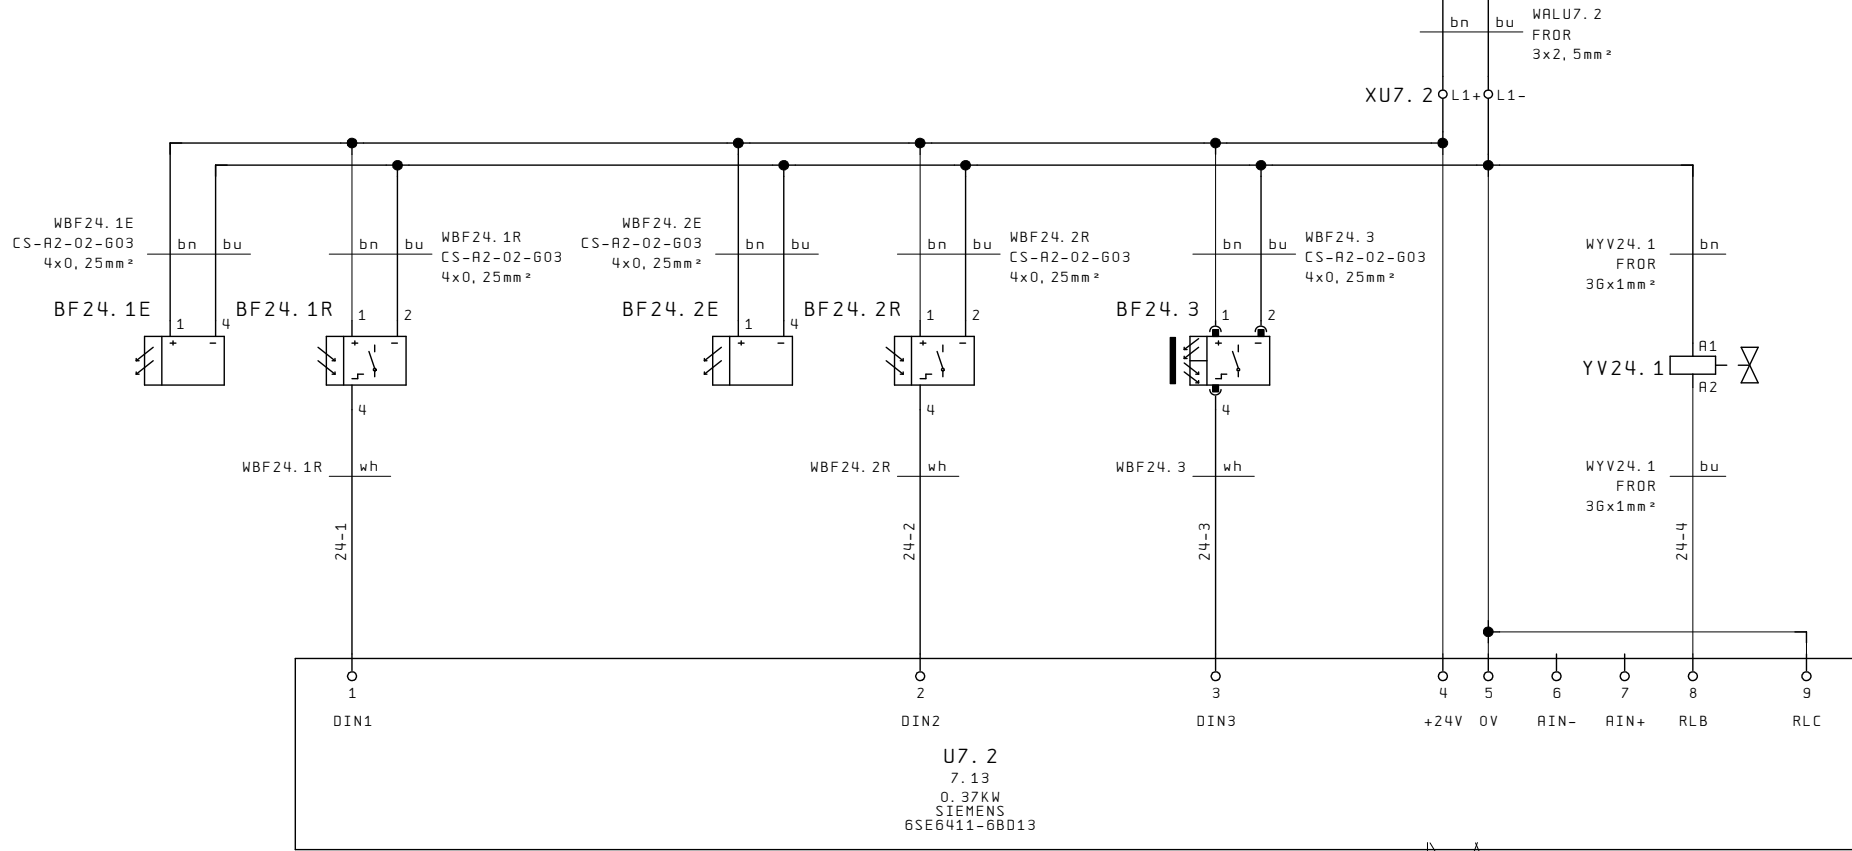 bn bu WALU7.2
FROR
3x2,5mm²
XU7.2 L1+ L1-
WBF24.1E
CS-A2-02-G03
4x0,25mm²
bn bu
bn bu
WBF24.1R
CS-A2-02-G03
4x0,25mm²
WBF24.2E
CS-A2-02-G03
4x0,25mm²
bn bu
bn bu
WBF24.2R
CS-A2-02-G03
4x0,25mm²
bn bu
WBF24.3
CS-A2-02-G03
4x0,25mm²
WYV24.1
FROR
3G1mm²
bn
BF24.1E 1 4
+ -
BF24.1R 1 2
+ -
4
BF24.2E 1 4
+ -
BF24.2R 1 2
+ -
4
BF24.3 1 2
4
YV24.1 A1
A2
WBF24.1R wh
WBF24.2R wh
WBF24.3 wh
WYV24.1
FROR
3Gx1mm²
bu
24-1
24-2
24-3
24-4
1 2 3 4 5 6 7 8 9
DIN1 DIN2 DIN3 +24V 0V AIN- AIN+ RLB RLC
U7.2
7.13
0.37KW
SIEMENS
6SE6411-6BD13